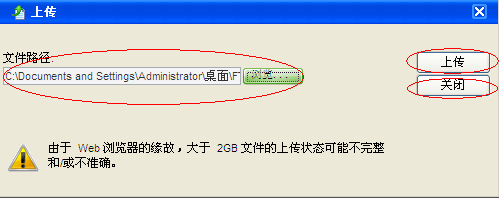 上传
文件路径:
C:\Documents and Settings\Administrator\桌面\F
浏览...
上传
关闭
由于 Web 浏览器的缘故，大于 2GB 文件的上传状态可能不完整
和/或不准确。